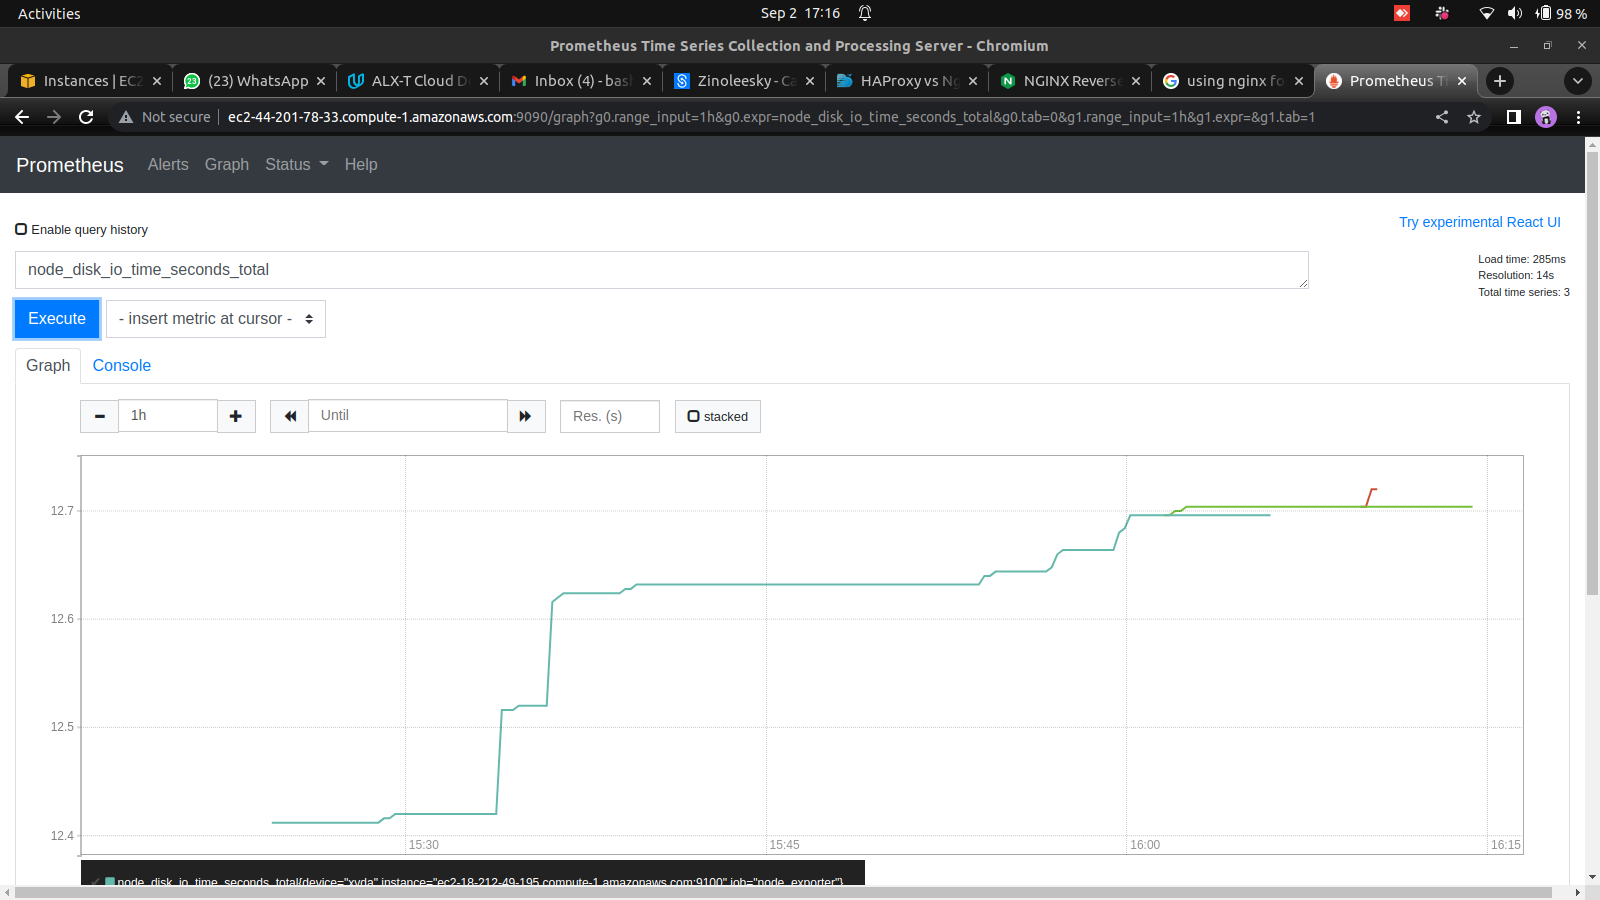 Activities
Sep 2 17:16
98 %
Prometheus Time Series Collection and Processing Server - Chromium
Instances | EC2
(23) WhatsApp
ALX-T Cloud De
Inbox (4) - bas
Zinoleesky - Ca
HAProxy vs Ng
NGINX Reverse
using nginx fo
Prometheus Ti
Not secure
ec2-44-201-78-33.compute-1.amazonaws.com:9090/graph?g0.range_input=1h&g0.expr=node_disk_io_time_seconds_total&g0.tab=0&g1.range_input=1h&g1.expr=&g1.tab=1
Prometheus
Alerts
Graph
Status
Help
Enable query history
Try experimental React UI
node_disk_io_time_seconds_total
Load time: 285ms
Resolution: 14s
Total time series: 3
Execute
- insert metric at cursor -
Graph
Console
1h
Until
Res. (s)
stacked
12.7
12.6
12.5
12.4
15:30
15:45
16:00
16:15
node_disk_io_time_seconds_total{device="xvda",instance="ec2-18-212-49-195.compute-1.amazonaws.com:9100",job="node_exporter"}